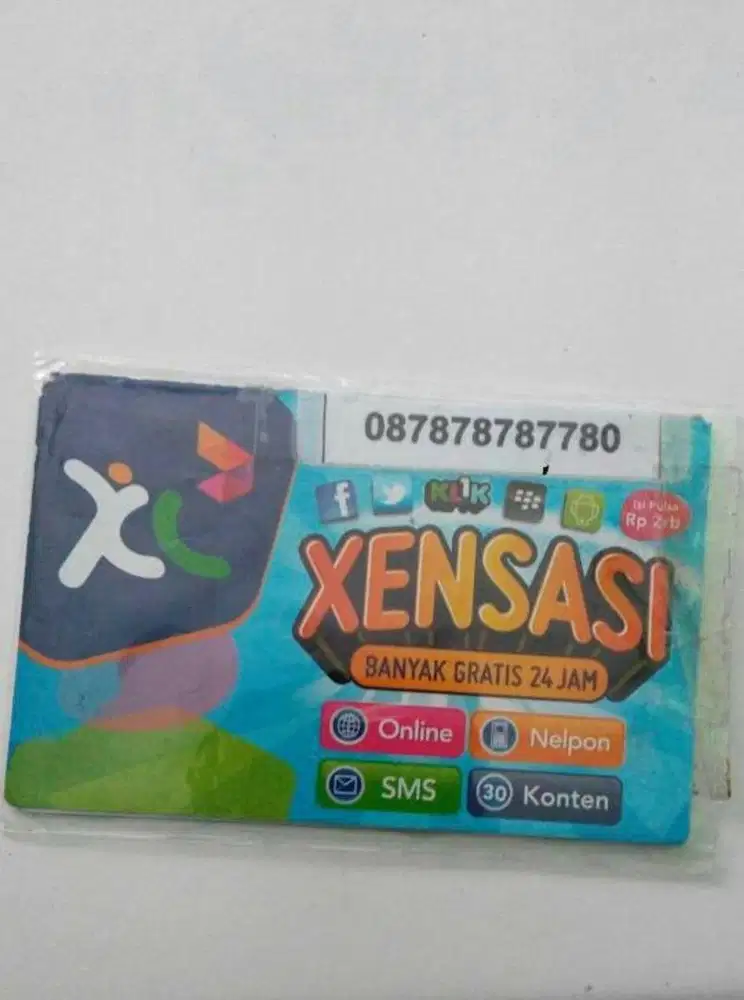 087878787780
XL
f
KL1K
Isi Pulsa
Rp 2rb
XENSASI
BANYAK GRATIS 24 JAM
Online
Nelpon
SMS
30 Konten